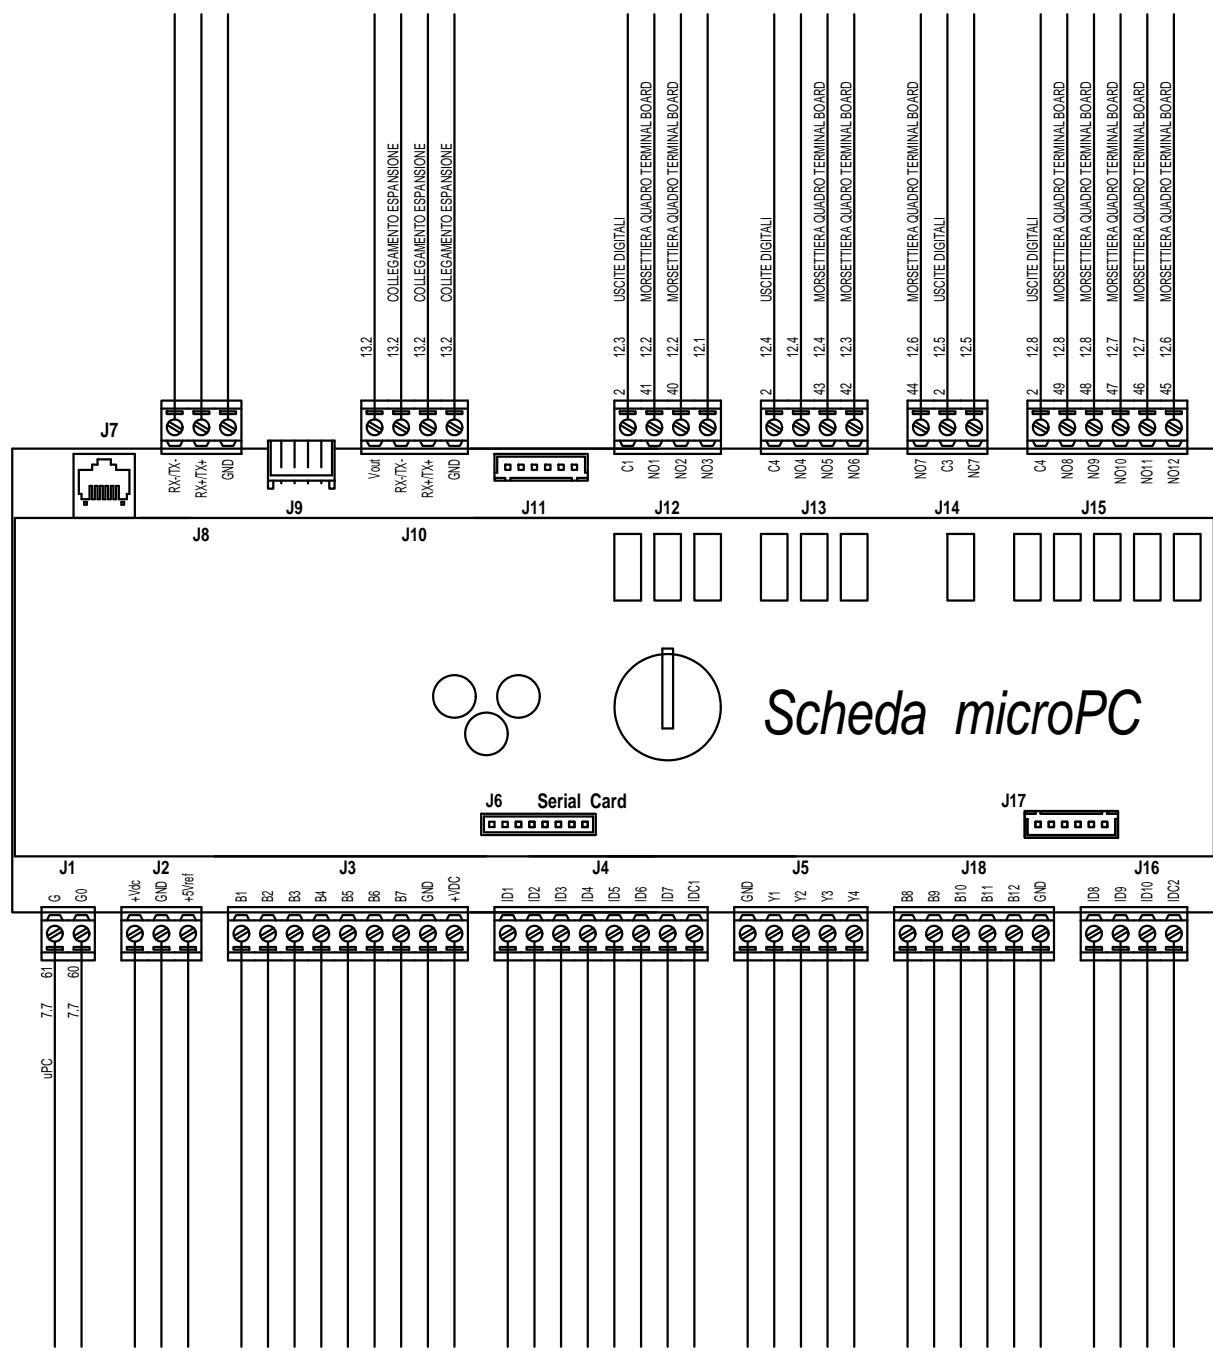 13.2
13.2 COLLEGAMENTO ESPANSIONE
13.2 COLLEGAMENTO ESPANSIONE
13.2 COLLEGAMENTO ESPANSIONE
2 12.3 USCITE DIGITALI
41 12.2 MORSETTIERA QUADRO TERMINAL BOARD
40 12.2 MORSETTIERA QUADRO TERMINAL BOARD
12.1
2 12.4 USCITE DIGITALI
12.4
43 12.4 MORSETTIERA QUADRO TERMINAL BOARD
42 12.3 MORSETTIERA QUADRO TERMINAL BOARD
44 12.6 MORSETTIERA QUADRO TERMINAL BOARD
2 12.5 USCITE DIGITALI
12.5
2 12.8 USCITE DIGITALI
49 12.8 MORSETTIERA QUADRO TERMINAL BOARD
48 12.8 MORSETTIERA QUADRO TERMINAL BOARD
47 12.7 MORSETTIERA QUADRO TERMINAL BOARD
46 12.7 MORSETTIERA QUADRO TERMINAL BOARD
45 12.6 MORSETTIERA QUADRO TERMINAL BOARD
J7
RX-/TX-
RX+/TX+
GND
Vout
RX-/TX-
RX+/TX+
GND
C1
NO1
NO2
NO3
C4
NO4
NO5
NO6
NO7
C3
NC7
C4
NO8
NO9
NO10
NO11
NO12
J9
J11
J12
J13
J14
J15
J8
J10
Scheda microPC
J6 Serial Card
J17
J1
J2
J3
J4
J5
J18
J16
G
G0
+Vdc
GND
+5Vref
B1
B2
B3
B4
B5
B6
B7
GND
+VDC
ID1
ID2
ID3
ID4
ID5
ID6
ID7
IDC1
GND
Y1
Y2
Y3
Y4
B8
B9
B10
B11
B12
GND
ID8
ID9
ID10
IDC2
uPC 7.7 61
7.7 60